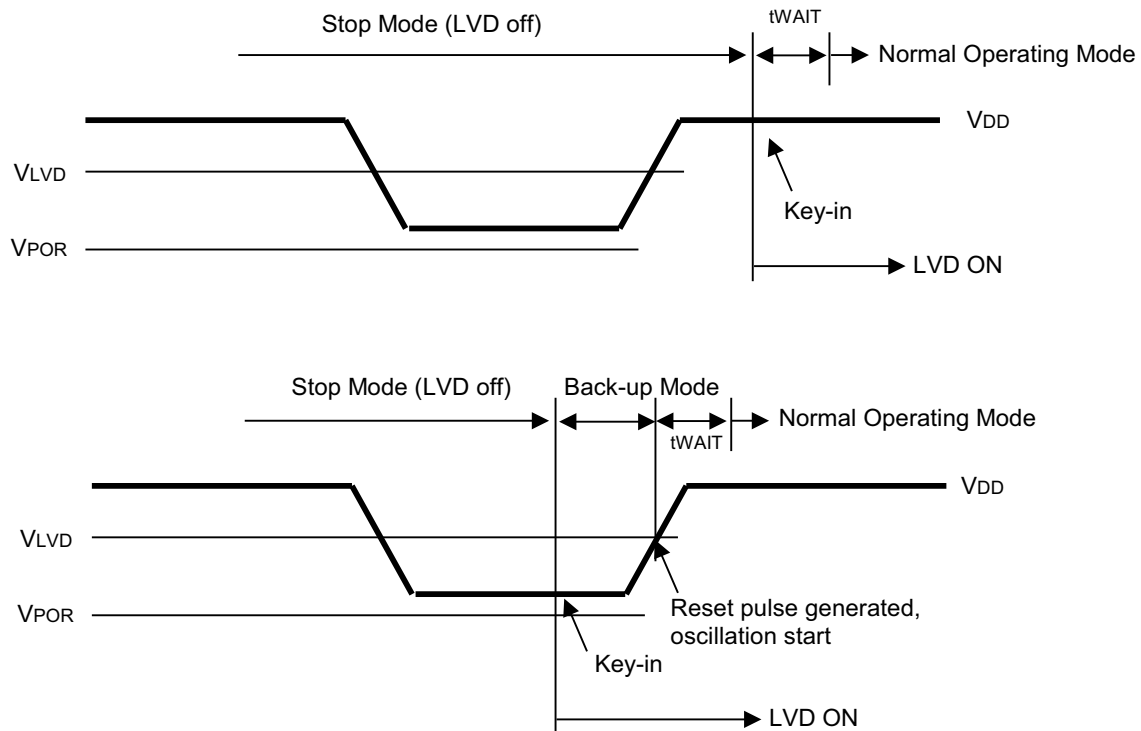 tWAIT
Stop Mode (LVD off)
Normal Operating Mode
VDD
VLVD
Key-in
VPOR
LVD ON
Stop Mode (LVD off)
Back-up Mode
Normal Operating Mode
tWAIT
VDD
VLVD
VPOR
Reset pulse generated,
oscillation start
Key-in
LVD ON